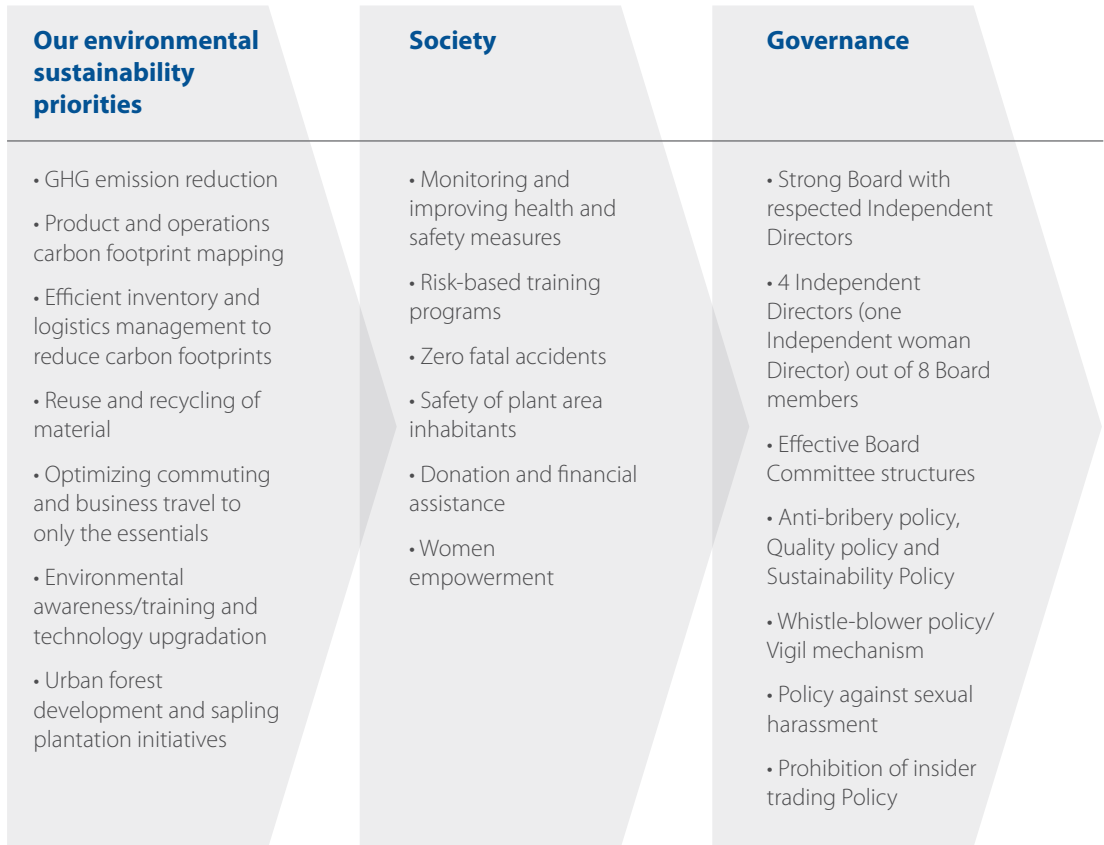 Our environmental
sustainability
priorities
• GHG emission reduction
• Product and operations
carbon footprint mapping
• Efficient inventory and
logistics management to
reduce carbon footprints
• Reuse and recycling of
material
• Optimizing commuting
and business travel to
only the essentials
• Environmental
awareness/training and
technology upgradation
• Urban forest
development and sapling
plantation initiatives
Society
• Monitoring and
improving health and
safety measures
• Risk-based training
programs
• Zero fatal accidents
• Safety of plant area
inhabitants
• Donation and financial
assistance
• Women
empowerment
Governance
• Strong Board with
respected Independent
Directors
• 4 Independent
Directors (one
Independent woman
Director) out of 8 Board
members
• Effective Board
Committee structures
• Anti-bribery policy,
Quality policy and
Sustainability Policy
• Whistle-blower policy/
Vigil mechanism
• Policy against sexual
harassment
• Prohibition of insider
trading Policy